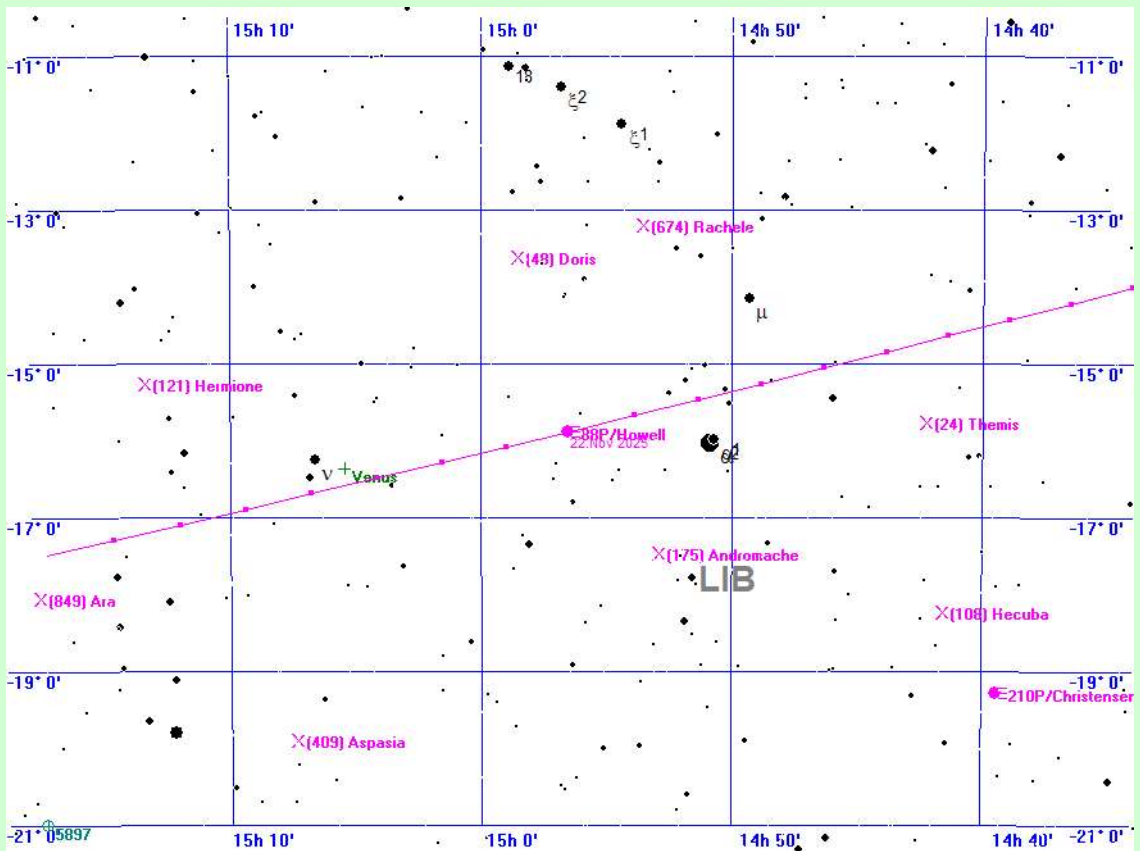 15h 10'
15h 0'
14h 50'
14h 40'
-11° 0'
-11° 0'
13
ξ2
ξ1
-13° 0'
-13° 0'
(674) Rachele
(48) Doris
μ
-15° 0'
-15° 0'
(121) Hermione
(24) Themis
88P/Howell
22.Nov 2025
α2
ν
Venus
-17° 0'
-17° 0'
(175) Andromache
LIB
(849) Ara
(108) Hecuba
-19° 0'
-19° 0'
210P/Christensen
(409) Aspasia
5897
-21° 0'
15h 10'
15h 0'
14h 50'
14h 40'
-21° 0'